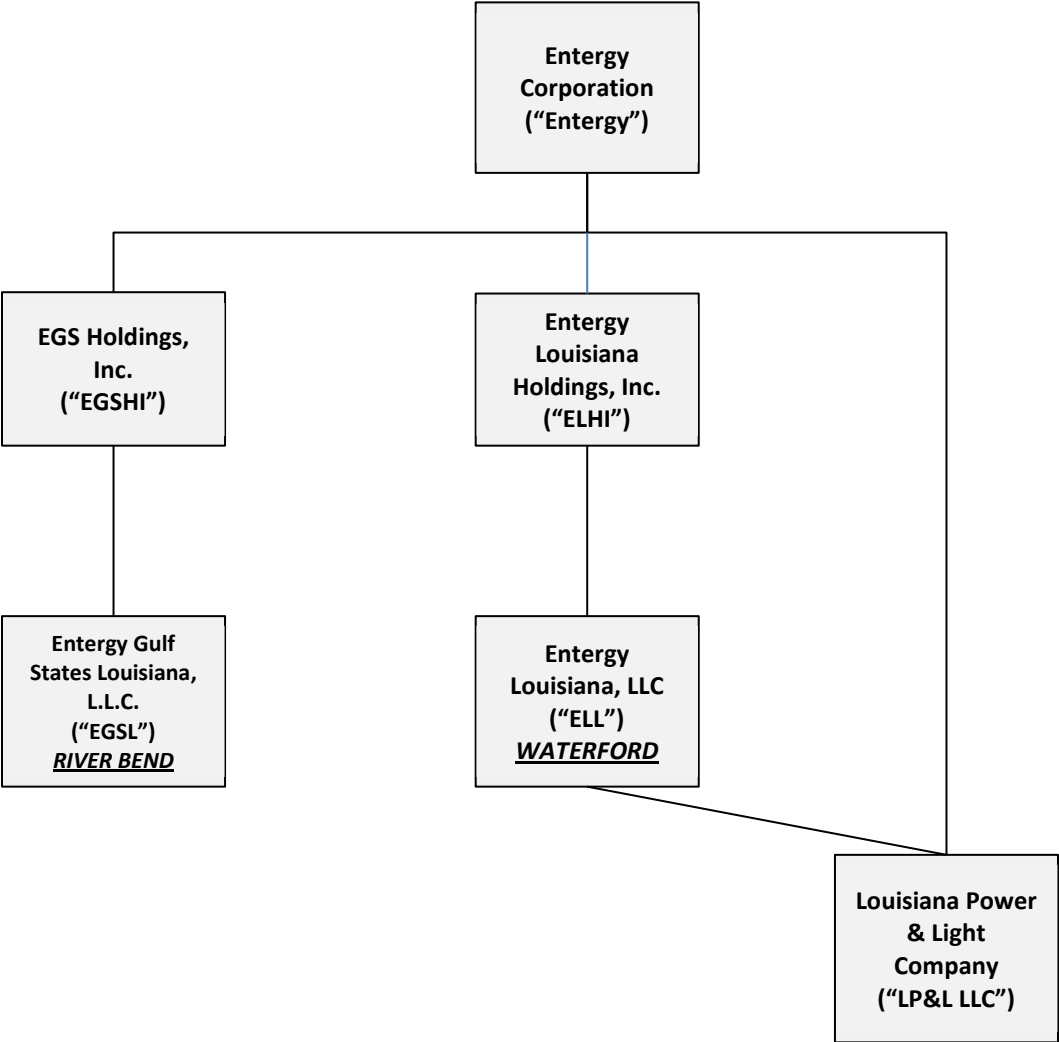 Entergy
Corporation
(“Entergy”)
EGS Holdings,
Inc.
(“EGSHI”)
Entergy
Louisiana
Holdings, Inc.
(“ELHI”)
Entergy Gulf
States Louisiana,
L.L.C.
(“EGSL”)
RIVER BEND
Entergy
Louisiana, LLC
(“ELL”)
WATERFORD
Louisiana Power
& Light
Company
(“LP&L LLC”)